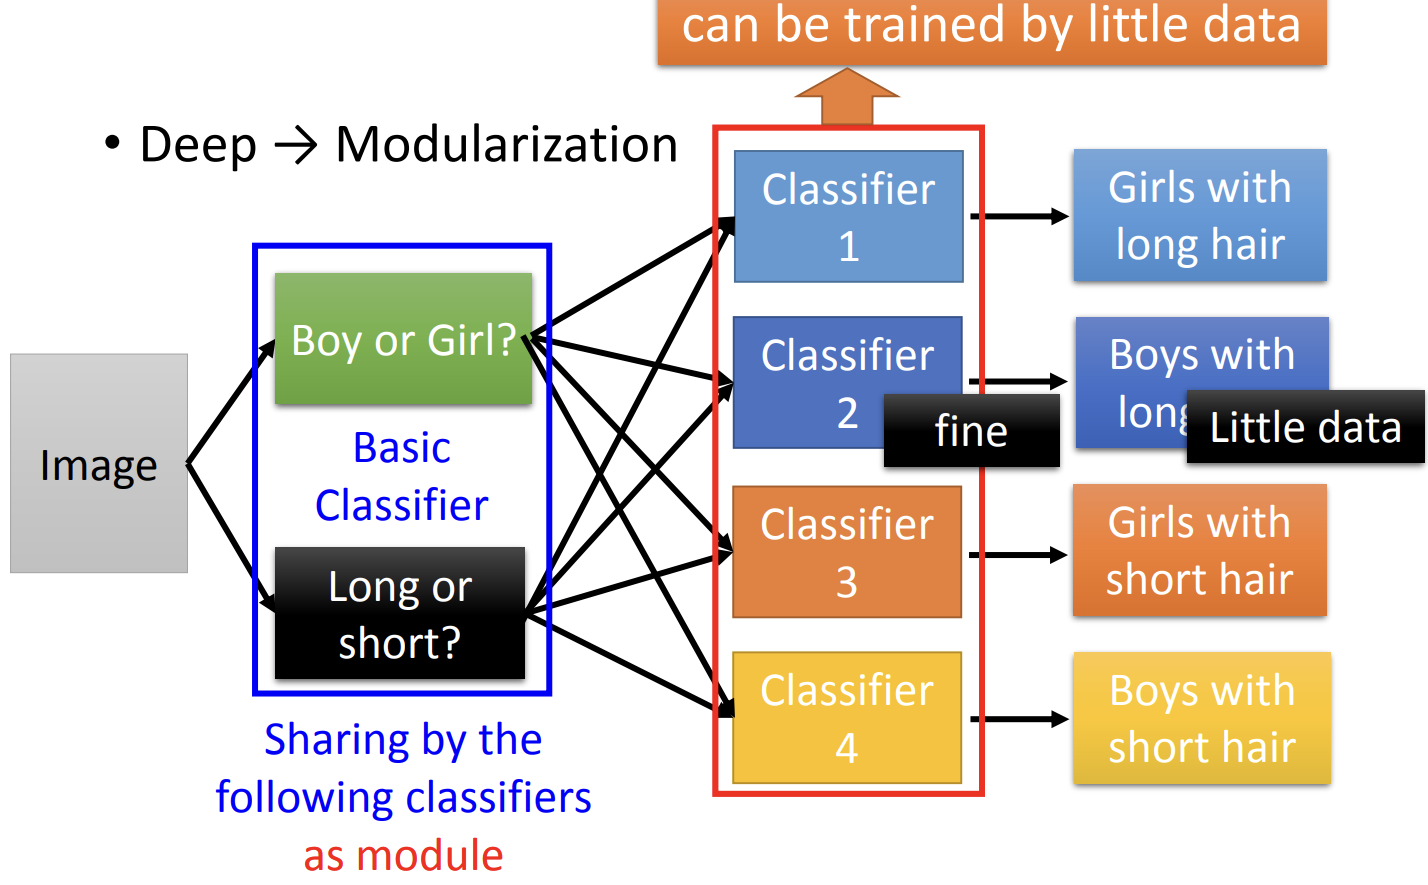 can be trained by little data
• Deep → Modularization
Image
Boy or Girl?
Basic
Classifier
Long or
short?
Sharing by the
following classifiers
as module
Classifier
1
Classifier
2
fine
Classifier
3
Classifier
4
Girls with
long hair
Boys with
long
Little data
Girls with
short hair
Boys with
short hair